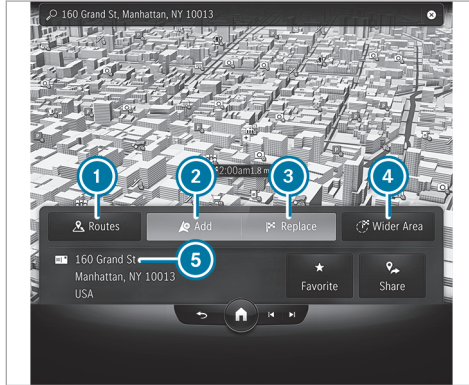 160 Grand St, Manhattan, NY 10013
2:00am 1.8 m
1
2
3
4
Routes
Add
Replace
Wider Area
160 Grand St
5
Manhattan, NY 10013
USA
Favorite
Share